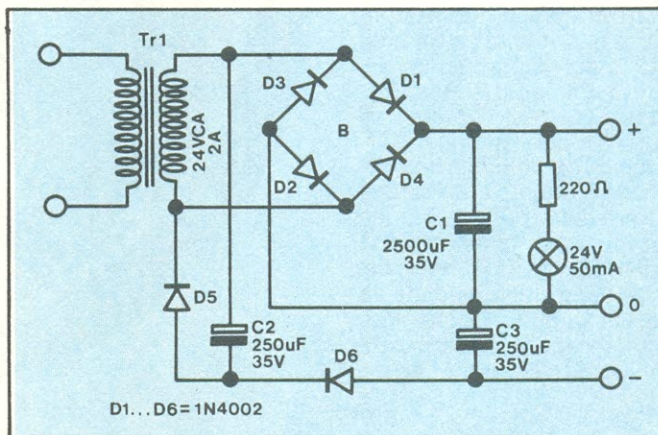 Tr1
24VCA
2A
D3
D1
B
D2
D4
D5
C2
250uF
35V
D6
C1
2500uF
35V
C3
250uF
35V
220Ω
24V
50mA
+
0
−
D1...D6=1N4002